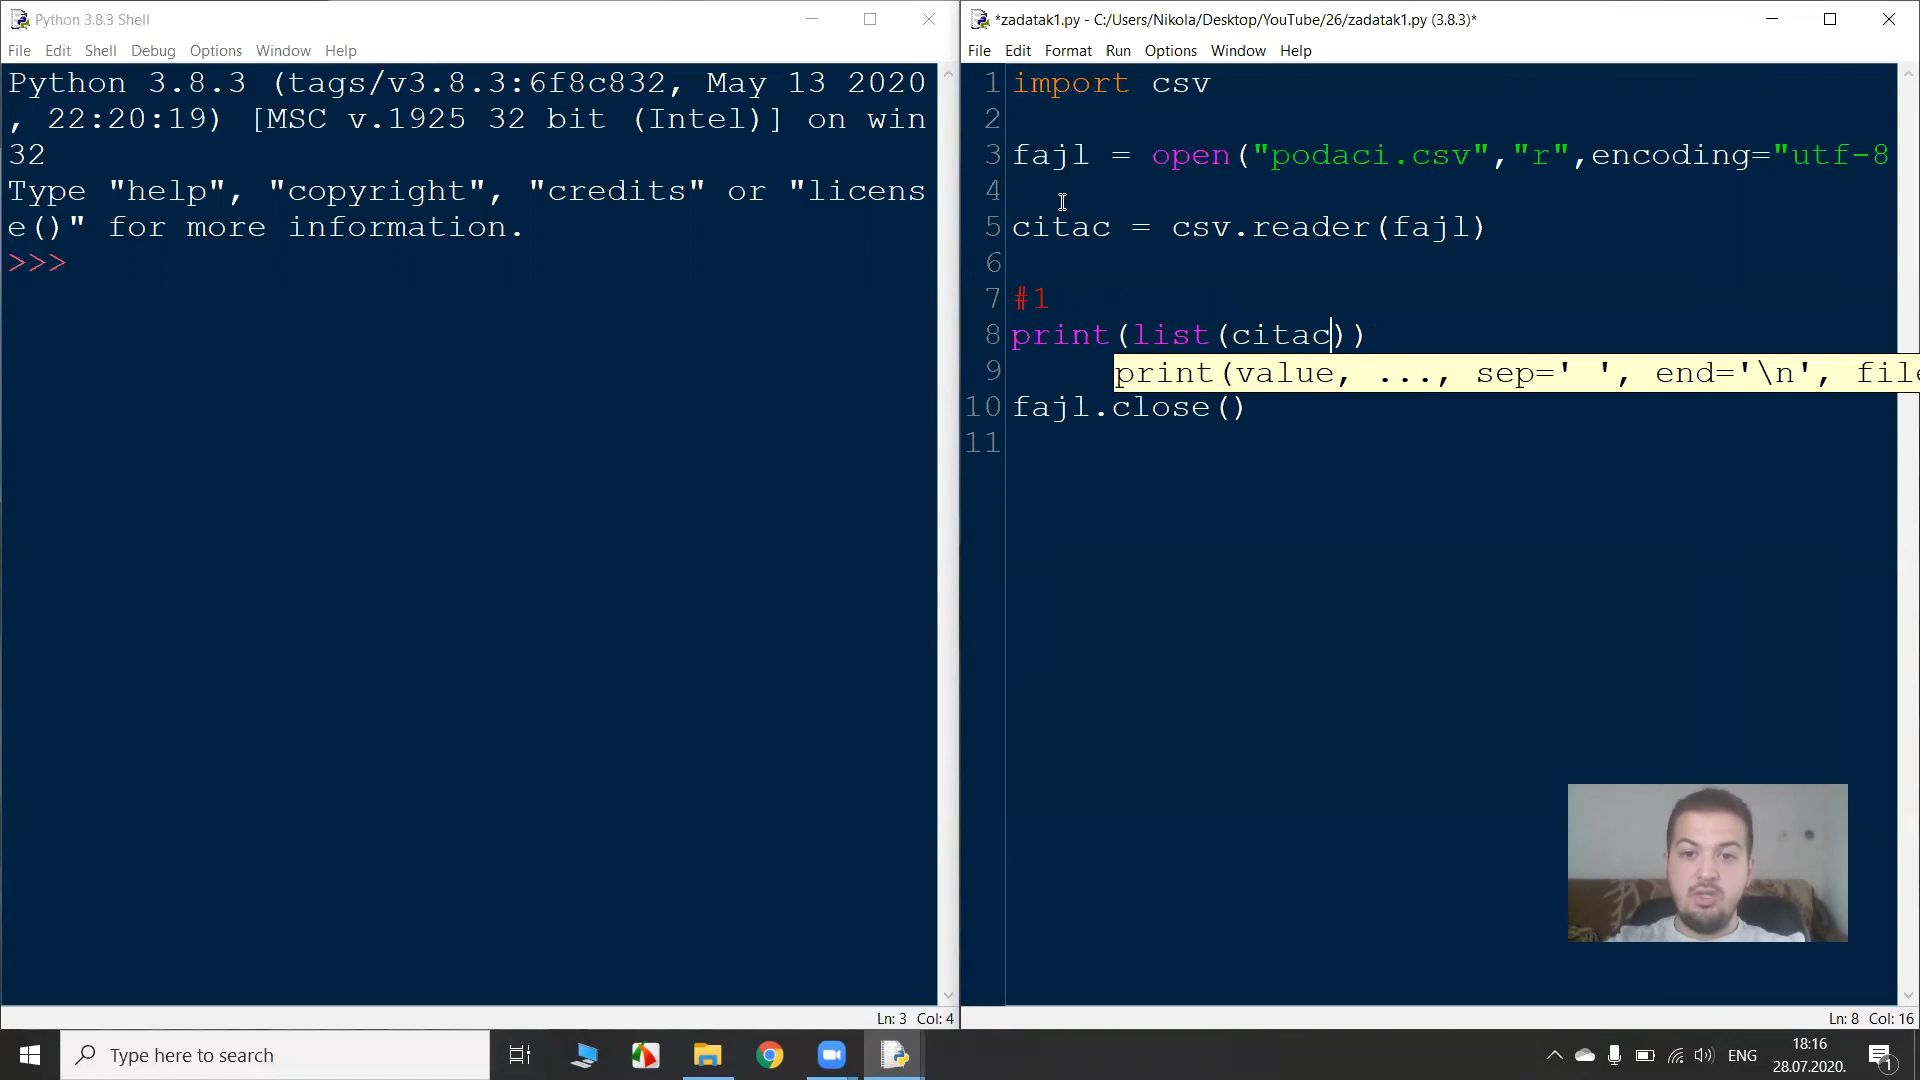 Python 3.8.3 Shell
File Edit Shell Debug Options Window Help
Python 3.8.3 (tags/v3.8.3:6f8c832, May 13 2020
, 22:20:19) [MSC v.1925 32 bit (Intel)] on win
32
Type "help", "copyright", "credits" or "licens
e()" for more information.
>>>
Ln: 3 Col: 4
*zadatak1.py - C:/Users/Nikola/Desktop/YouTube/26/zadatak1.py (3.8.3)*
File Edit Format Run Options Window Help
1 import csv
2
3 fajl = open("podaci.csv","r",encoding="utf-8
4
5 citac = csv.reader(fajl)
6
7 #1
8 print(list(citac))
9 print(value, ..., sep=' ', end='\n', file
10 fajl.close()
11
Ln: 8 Col: 16
Type here to search
ENG
18:16
28.07.2020.
1